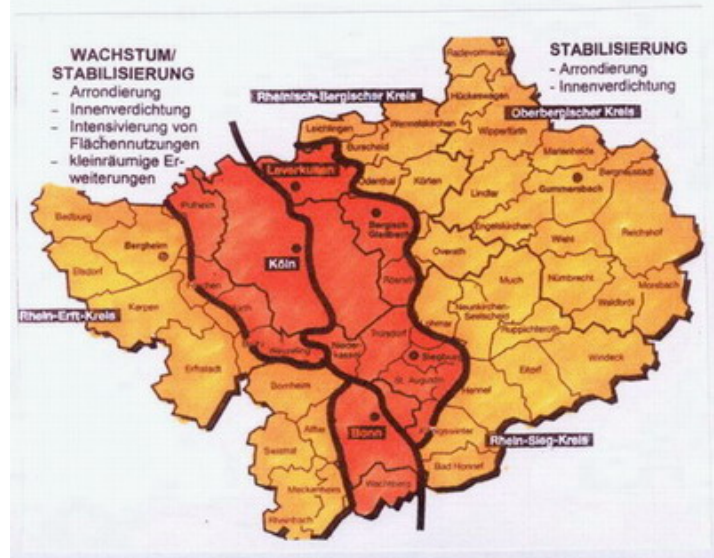 WACHSTUM/
STABILISIERUNG
- Arrondierung
- Innenverdichtung
- Intensivierung von
Flächennutzungen
- kleinräumige Er-
weiterungen
STABILISIERUNG
- Arrondierung
- Innenverdichtung
Rheinisch-Bergischer Kreis
Oberbergischer Kreis
Radevormwald
Hückeswagen
Wipperfürth
Wermelskirchen
Leichlingen
Burscheid
Marienheide
Bergneustadt
Gummersbach
Leverkusen
Odenthal
Kürten
Lindlar
Pulheim
Bergisch
Gladbach
Engelskirchen
Wiehl
Reichshof
Bedburg
Bergheim
Köln
Overath
Elsdorf
Much
Nümbrecht
Morsbach
Waldbröl
Kerpen
Neunkirchen-
Seelscheid
Lohmar
Ruppichteroth
Rhein-Erft-Kreis
Troisdorf
Nieder-
kassel
Siegburg
Windeck
Erftstadt
Wesseling
Eitorf
St. Augustin
Hennef
Bornheim
Alfter
Bonn
Königswinter
Rhein-Sieg-Kreis
Swisttal
Bad Honnef
Meckenheim
Wachtberg
Rheinbach